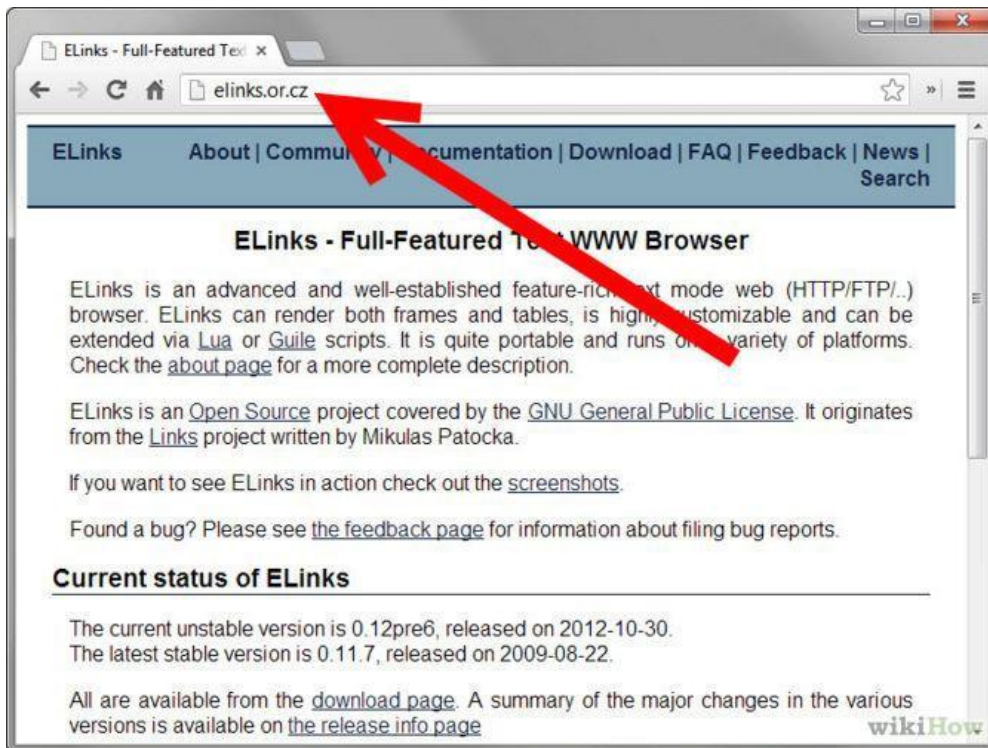 ELinks - Full-Featured Tex
elinks.or.cz
ELinks About | Community | Documentation | Download | FAQ | Feedback | News |
Search
ELinks - Full-Featured Text WWW Browser
ELinks is an advanced and well-established feature-rich text mode web (HTTP/FTP/..)
browser. ELinks can render both frames and tables, is highly customizable and can be
extended via Lua or Guile scripts. It is quite portable and runs on a variety of platforms.
Check the about page for a more complete description.
ELinks is an Open Source project covered by the GNU General Public License. It originates
from the Links project written by Mikulas Patocka.
If you want to see ELinks in action check out the screenshots.
Found a bug? Please see the feedback page for information about filing bug reports.
Current status of ELinks
The current unstable version is 0.12pre6, released on 2012-10-30.
The latest stable version is 0.11.7, released on 2009-08-22.
All are available from the download page. A summary of the major changes in the various
versions is available on the release info page
wikiHow